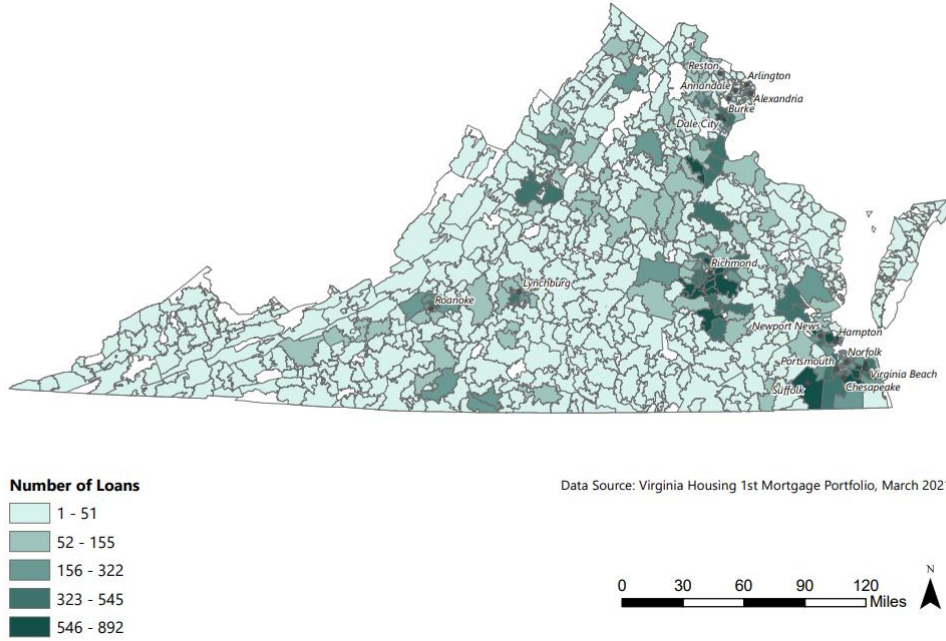 Reston
Arlington
Annandale
Alexandria
Burke
Dale City
Richmond
Lynchburg
Roanoke
Newport News
Hampton
Norfolk
Portsmouth
Virginia Beach
Suffolk
Chesapeake
Number of Loans
Data Source: Virginia Housing 1st Mortgage Portfolio, March 202
1 - 51
52 - 155
156 - 322
323 - 545
546 - 892
N
0 30 60 90 120
Miles